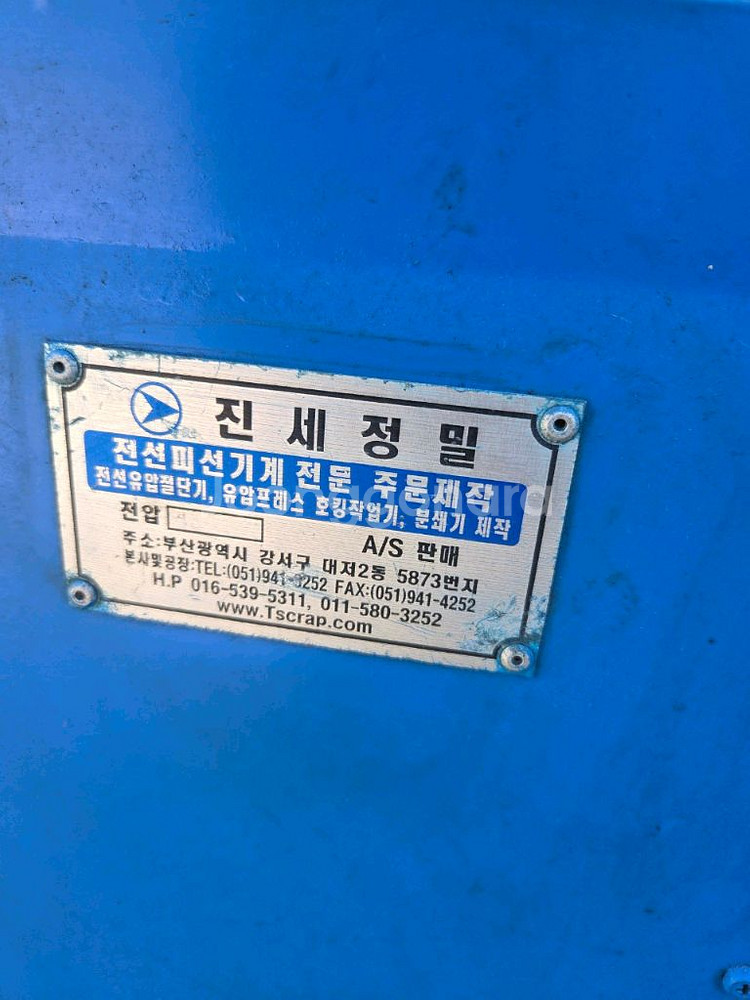 진세정밀
전선피선기계 전문 주문제작
전선유압절단기, 유압프레스 호킹작업기, 분쇄기 제작
전압
A/S 판매
주소:부산광역시 강서구 대저2동 5873번지
본사및공장:TEL:(051)941-3252 FAX:(051)941-4252
H.P 016-539-5311, 011-580-3252
www.Tscrap.com
Joonggonara